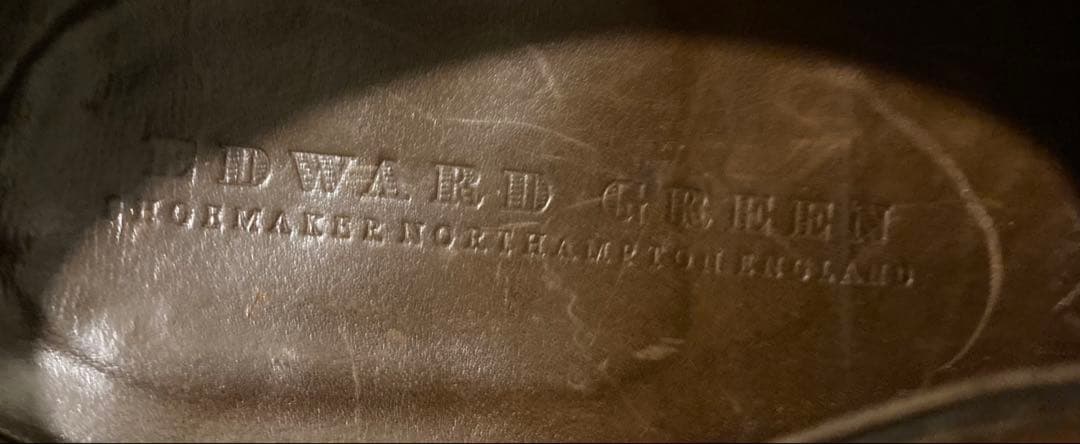 EDWARD GREEN
SHOEMAKER NORTHAMPTON ENGLAND